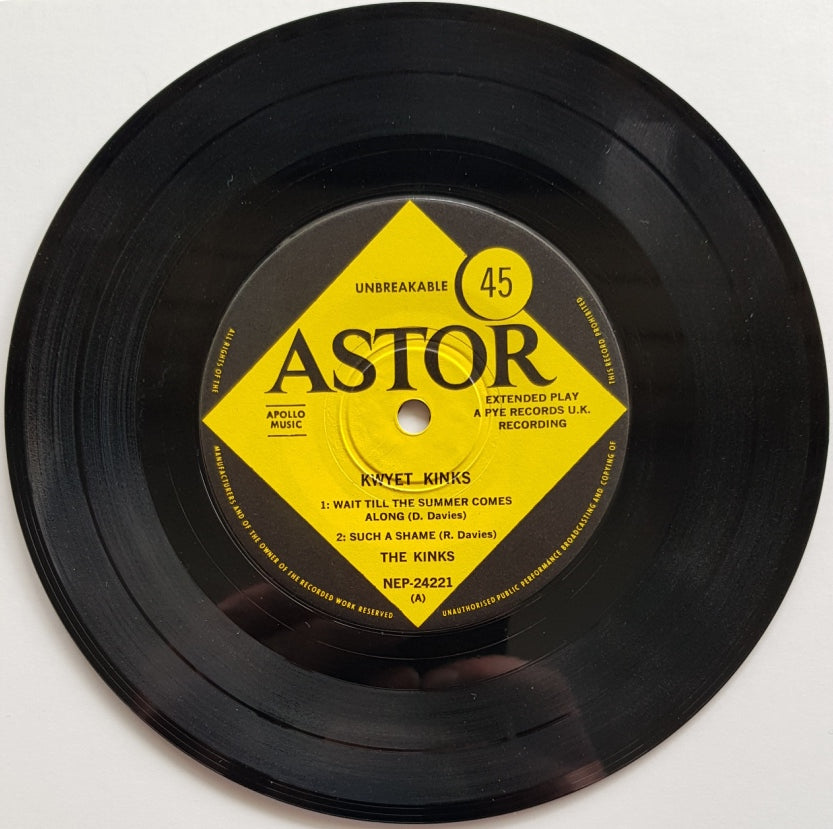 UNBREAKABLE
45
ASTOR
APOLLO
MUSIC
EXTENDED PLAY
A PYE RECORDS U.K.
RECORDING
KWYET KINKS
1: WAIT TILL THE SUMMER COMES
ALONG (D. Davies)
2: SUCH A SHAME (R. Davies)
THE KINKS
NEP-24221
(A)
ALL RIGHTS OF THE
MANUFACTURERS AND OF THE OWNER OF THE RECORDED WORK RESERVED
UNAUTHORISED PUBLIC PERFORMANCE BROADCASTING AND COPYING OF
THIS RECORD PROHIBITED